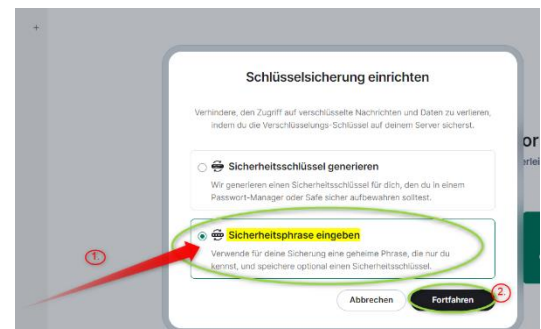 +
Schlüsselsicherung einrichten
Verhindere, den Zugriff auf verschlüsselte Nachrichten und Daten zu verlieren,
indem du die Verschlüsselungs-Schlüssel auf deinem Server sicherst.
or
Sicherheitsschlüssel generieren
Wir generieren einen Sicherheitsschlüssel für dich, den du in einem
Passwort-Manager oder Safe sicher aufbewahren solltest.
Sicherheitsphrase eingeben
1.
Verwende für deine Sicherung eine geheime Phrase, die nur du
kennst, und speichere optional einen Sicherheitsschlüssel.
Abbrechen Fortfahren 2.